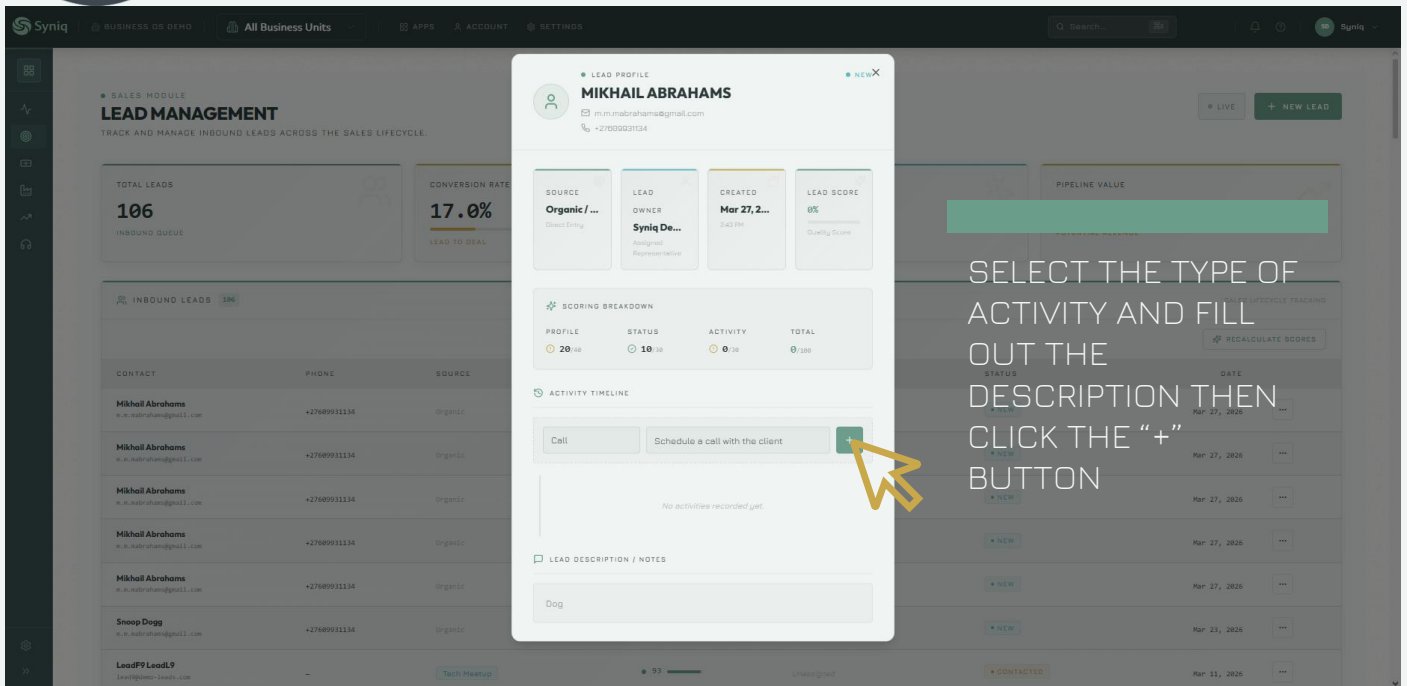 Syniq
BUSINESS OS DEMO
All Business Units
APPS
ACCOUNT
SETTINGS
Search...
Syniq
SALES MODULE
LEAD MANAGEMENT
TRACK AND MANAGE INBOUND LEADS ACROSS THE SALES LIFECYCLE.
LIVE
+ NEW LEAD
TOTAL LEADS
106
INBOUND QUEUE
CONVERSION RATE
17.0%
LEAD TO DEAL
PIPELINE VALUE
INBOUND LEADS 106
RECALCULATE SCORES
CONTACT PHONE SOURCE STATUS DATE
Mikhail Abrahams
m.m.mabrahams@gmail.com
+27609931134 Organic NEW Mar 27, 2026
Mikhail Abrahams
m.m.mabrahams@gmail.com
+27609931134 Organic NEW Mar 27, 2026
Mikhail Abrahams
m.m.mabrahams@gmail.com
+27609931134 Organic NEW Mar 27, 2026
Mikhail Abrahams
m.m.mabrahams@gmail.com
+27609931134 Organic NEW Mar 27, 2026
Mikhail Abrahams
m.m.mabrahams@gmail.com
+27609931134 Organic NEW Mar 27, 2026
Snoop Dogg
m.m.mabrahams@gmail.com
+27609931134 Organic NEW Mar 23, 2026
LeadF9 LeadL9
lead9@demo-leads.com
– Tech Meetup 93 Unassigned CONTACTED Mar 11, 2026
LEAD PROFILE
NEW
MIKHAIL ABRAHAMS
m.m.mabrahams@gmail.com
+27609931134
SOURCE
Organic / ...
Direct Entry
LEAD
OWNER
Syniq De...
Assigned
Representative
CREATED
Mar 27, 2...
2:43 PM
LEAD SCORE
0%
Quality Score
SCORING BREAKDOWN
PROFILE STATUS ACTIVITY TOTAL
20/40 10/30 0/30 0/100
ACTIVITY TIMELINE
Call
Schedule a call with the client
+
No activities recorded yet.
LEAD DESCRIPTION / NOTES
Dog
SELECT THE TYPE OF
ACTIVITY AND FILL
OUT THE
DESCRIPTION THEN
CLICK THE “+”
BUTTON